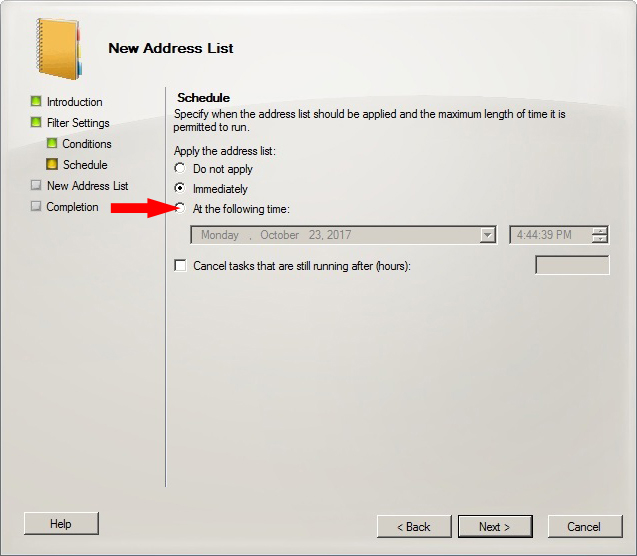 New Address List
Introduction
Filter Settings
Conditions
Schedule
New Address List
Completion
Schedule
Specify when the address list should be applied and the maximum length of time it is
permitted to run.
Apply the address list:
Do not apply
Immediately
At the following time:
Monday , October 23, 2017
4:44:39 PM
Cancel tasks that are still running after (hours):
Help
< Back
Next >
Cancel